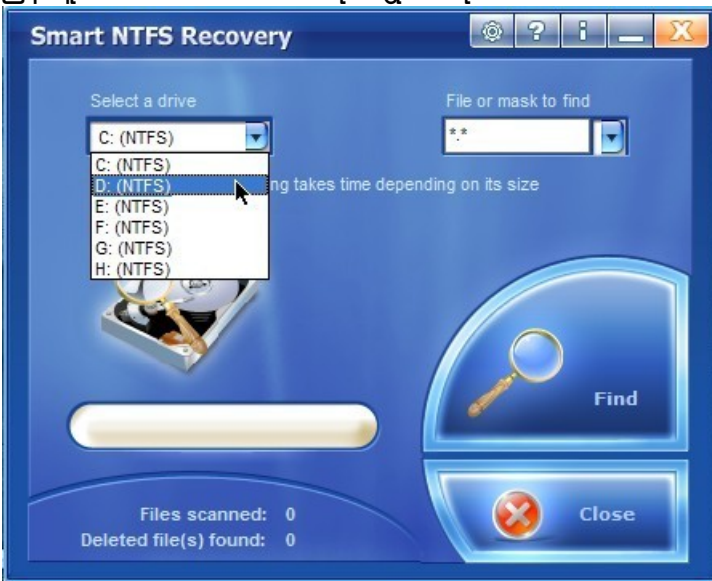 Smart NTFS Recovery
Select a drive
File or mask to find
C: (NTFS)
*.*
C: (NTFS)
D: (NTFS)
ng takes time depending on its size
E: (NTFS)
F: (NTFS)
G: (NTFS)
H: (NTFS)
Find
Files scanned: 0
Close
Deleted file(s) found: 0